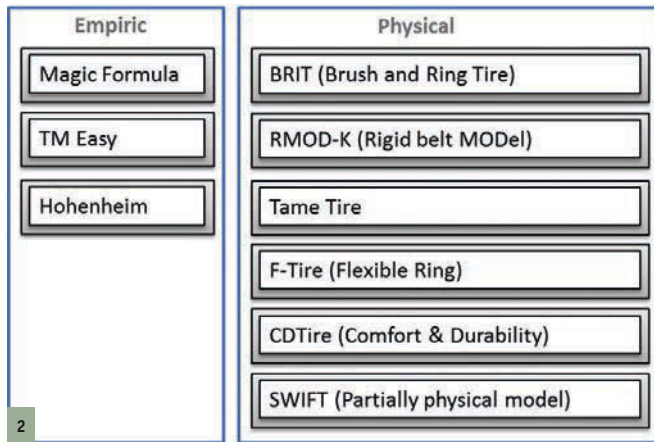 Empiric
Magic Formula
TM Easy
Hohenheim
Physical
BRIT (Brush and Ring Tire)
RMOD-K (Rigid belt MODel)
Tame Tire
F-Tire (Flexible Ring)
CDTire (Comfort & Durability)
SWIFT (Partially physical model)
2